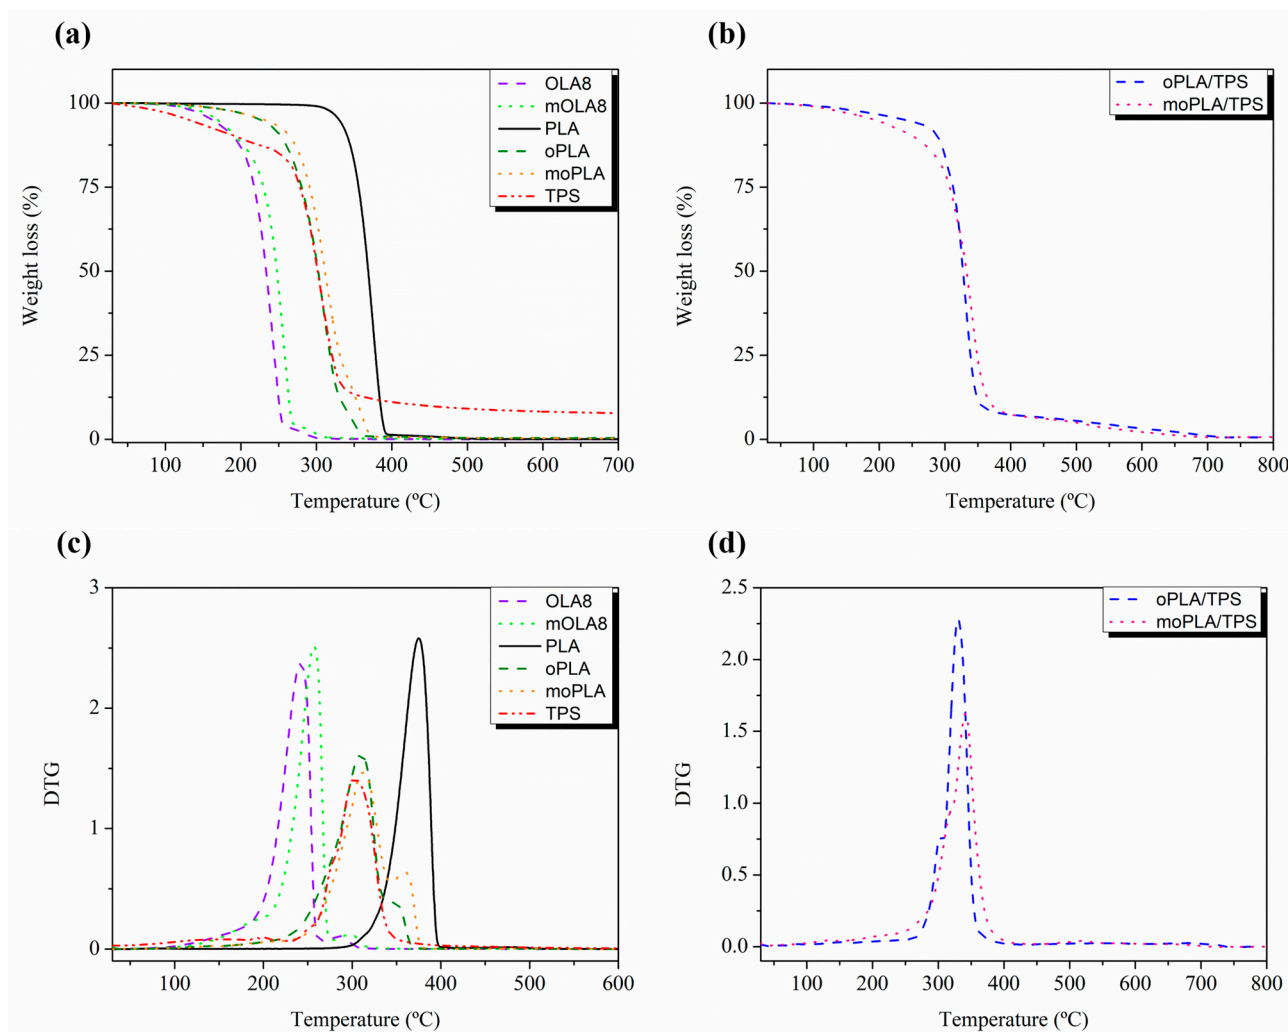 (a)
OLA8
mOLA8
PLA
oPLA
moPLA
TPS
100
75
50
25
0
Weight loss (%)
100 200 300 400 500 600 700
Temperature (ºC)
(b)
oPLA/TPS
moPLA/TPS
100
75
50
25
0
Weight loss (%)
100 200 300 400 500 600 700 800
Temperature (ºC)
(c)
OLA8
mOLA8
PLA
oPLA
moPLA
TPS
3
2
1
0
DTG
100 200 300 400 500 600
Temperature (ºC)
(d)
oPLA/TPS
moPLA/TPS
2.5
2.0
1.5
1.0
0.5
0.0
DTG
100 200 300 400 500 600 700 800
Temperature (ºC)